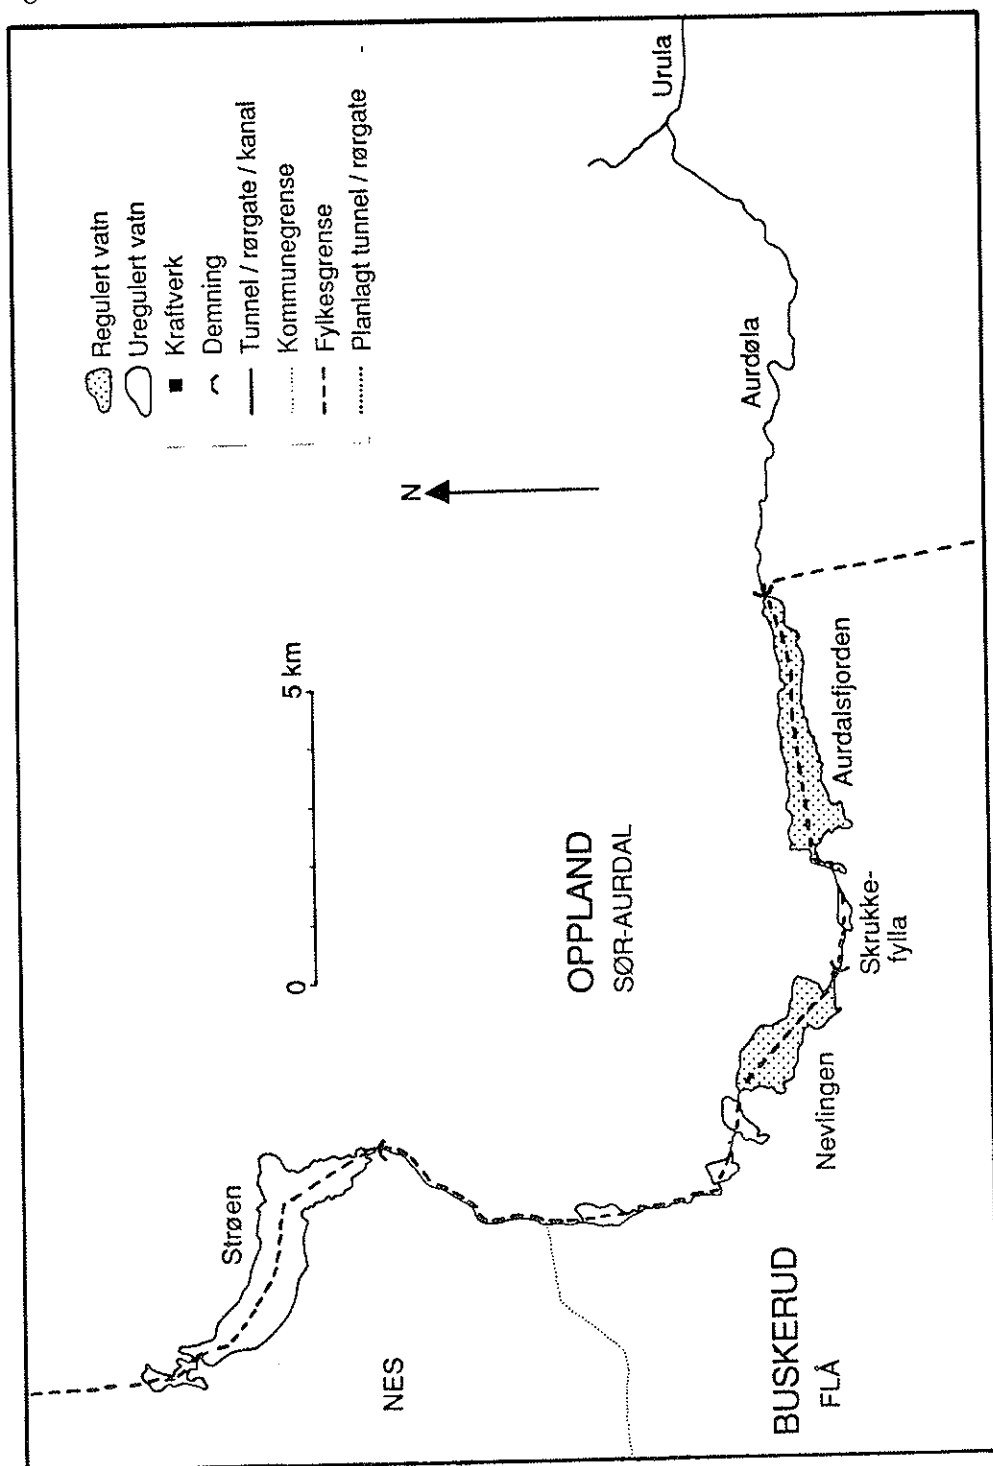 Regulert vatn
Uregulert vatn
Kraftverk
Demning
Tunnel / rørgate / kanal
Kommunegrense
Fylkesgrense
Planlagt tunnel / rørgate
N
0
5 km
Urula
Aurdøla
OPPLAND
SØR-AURDAL
Strøen
NES
Aurdalsfjorden
Skrukke-
fylla
Nevlingen
BUSKERUD
FLÅ